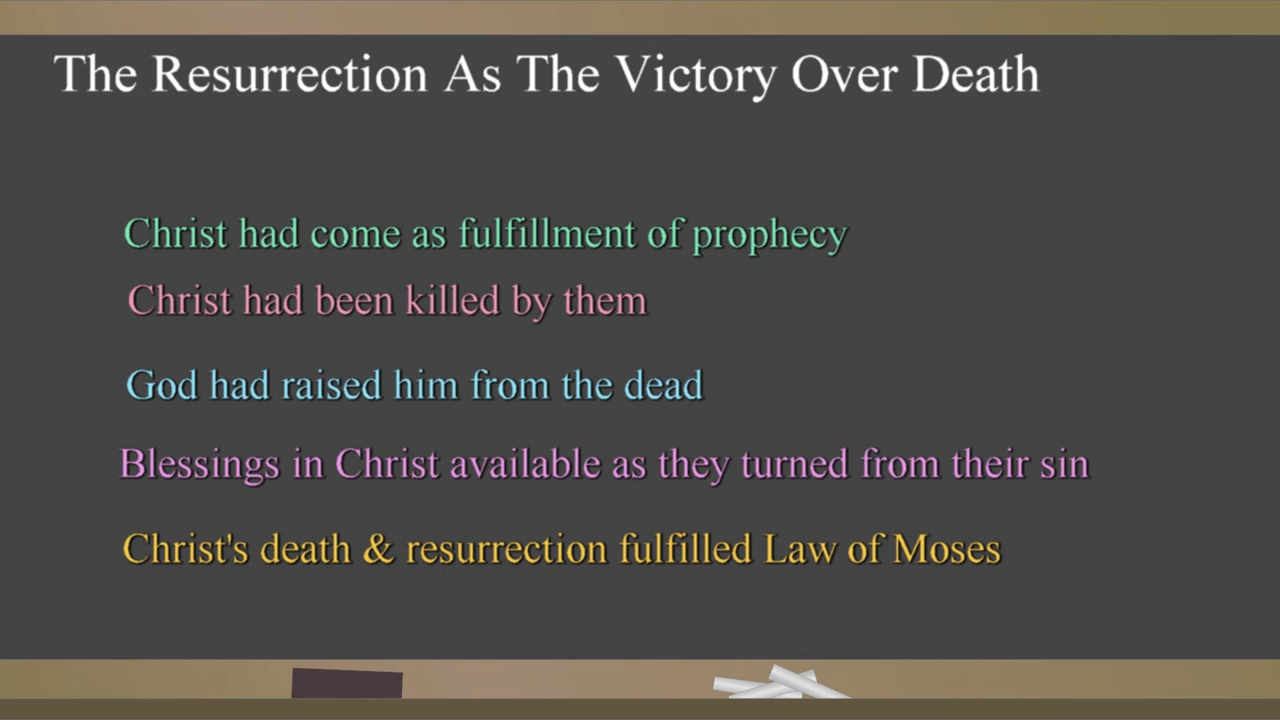 The Resurrection As The Victory Over Death
Christ had come as fulfillment of prophecy
Christ had been killed by them
God had raised him from the dead
Blessings in Christ available as they turned from their sin
Christ's death & resurrection fulfilled Law of Moses